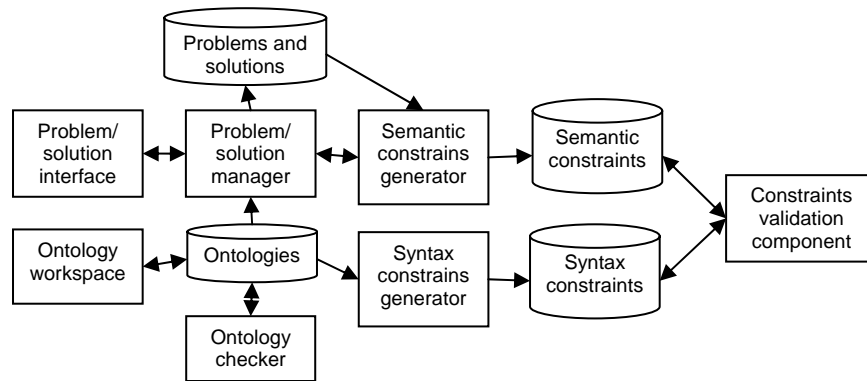 Problems and
solutions
Problem/
solution
interface
Problem/
solution
manager
Semantic
constrains
generator
Semantic
constraints
Constraints
validation
component
Ontology
workspace
Ontologies
Syntax
constrains
generator
Syntax
constraints
Ontology
checker